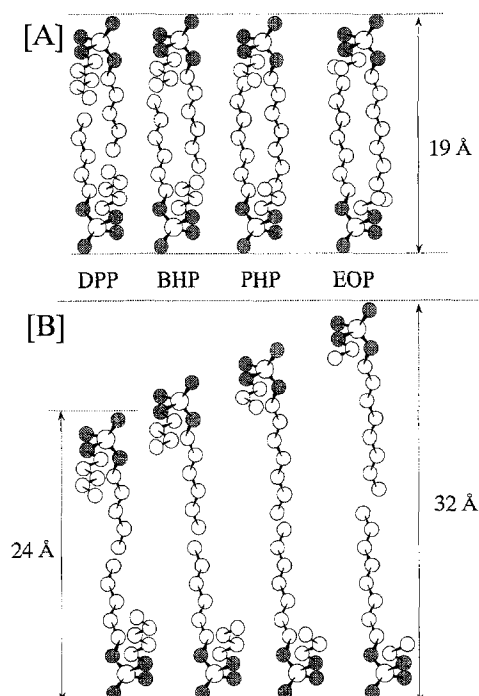 [A]
19 Å
DPP BHP PHP EOP
[B]
24 Å
32 Å